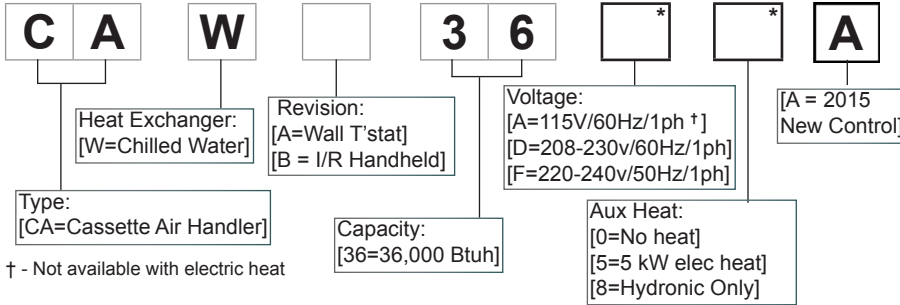 C A W 3 6 * * A
Heat Exchanger:
[W=Chilled Water]
Revision:
[A=Wall T'stat]
[B = I/R Handheld]
Voltage:
[A=115V/60Hz/1ph †]
[D=208-230v/60Hz/1ph]
[F=220-240v/50Hz/1ph]
[A = 2015
New Control]
Type:
[CA=Cassette Air Handler]
Capacity:
[36=36,000 Btuh]
Aux Heat:
[0=No heat]
[5=5 kW elec heat]
[8=Hydronic Only]
† - Not available with electric heat